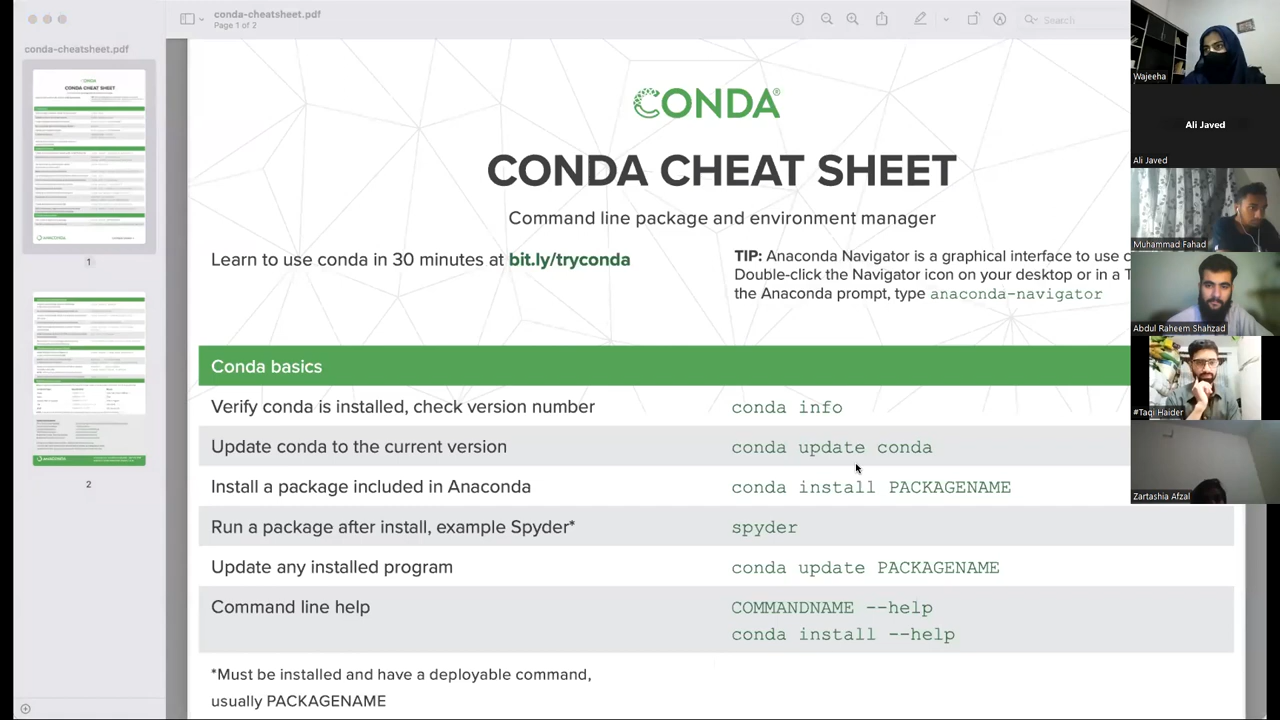 conda-cheatsheet.pdf
Page 1 of 2
Search
conda-cheatsheet.pdf
1
2
CONDA®
CONDA CHEAT SHEET
Command line package and environment manager
Learn to use conda in 30 minutes at bit.ly/tryconda
TIP: Anaconda Navigator is a graphical interface to use c
Double-click the Navigator icon on your desktop or in a T
the Anaconda prompt, type anaconda-navigator
Conda basics
Verify conda is installed, check version number conda info
Update conda to the current version conda update conda
Install a package included in Anaconda conda install PACKAGENAME
Run a package after install, example Spyder* spyder
Update any installed program conda update PACKAGENAME
Command line help COMMANDNAME --help
conda install --help
*Must be installed and have a deployable command,
usually PACKAGENAME
Wajeeha
Ali Javed
Ali Javed
Muhammad Fahad
Abdul Raheem Shahzad
#Taqi Haider
Zartashia Afzal